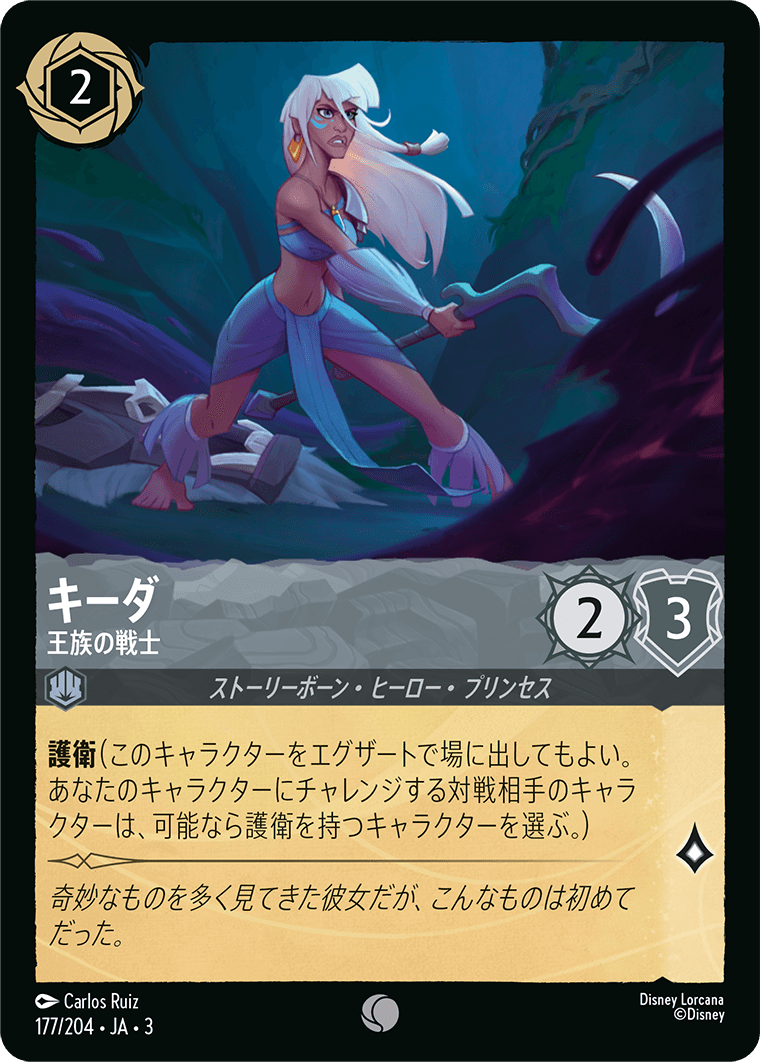 2
キーダ
王族の戦士
2
3
ストーリーボーン・ヒーロー・プリンセス
護衛(このキャラクターをエグザートで場に出してもよい。
あなたのキャラクターにチャレンジする対戦相手のキャラ
クターは、可能なら護衛を持つキャラクターを選ぶ。)
奇妙なものを多く見てきた彼女だが、こんなものは初めて
だった。
Carlos Ruiz
177/204・JA・3
Disney Lorcana
©Disney